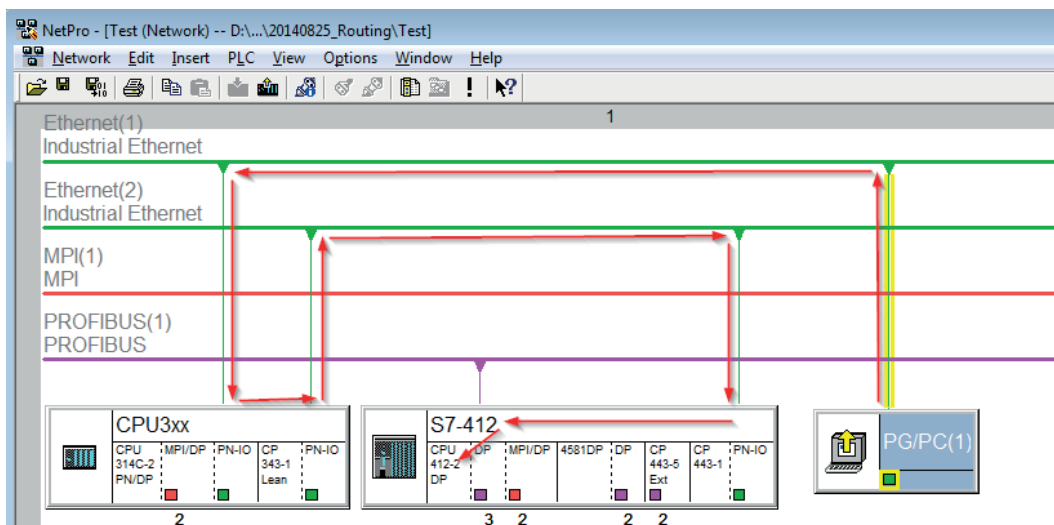 NetPro - [Test (Network) -- D:\...\20140825_Routing\Test]
Network Edit Insert PLC View Options Window Help
1
Ethernet(1)
Industrial Ethernet
Ethernet(2)
Industrial Ethernet
MPI(1)
MPI
PROFIBUS(1)
PROFIBUS
CPU3xx
CPU 314C-2 PN/DP
MPI/DP
PN-IO
CP 343-1 Lean
PN-IO
2
S7-412
CPU 412-2 DP
DP
MPI/DP
4581DP
DP
CP 443-5 Ext
CP 443-1
PN-IO
3 2 2 2
PG/PC(1)